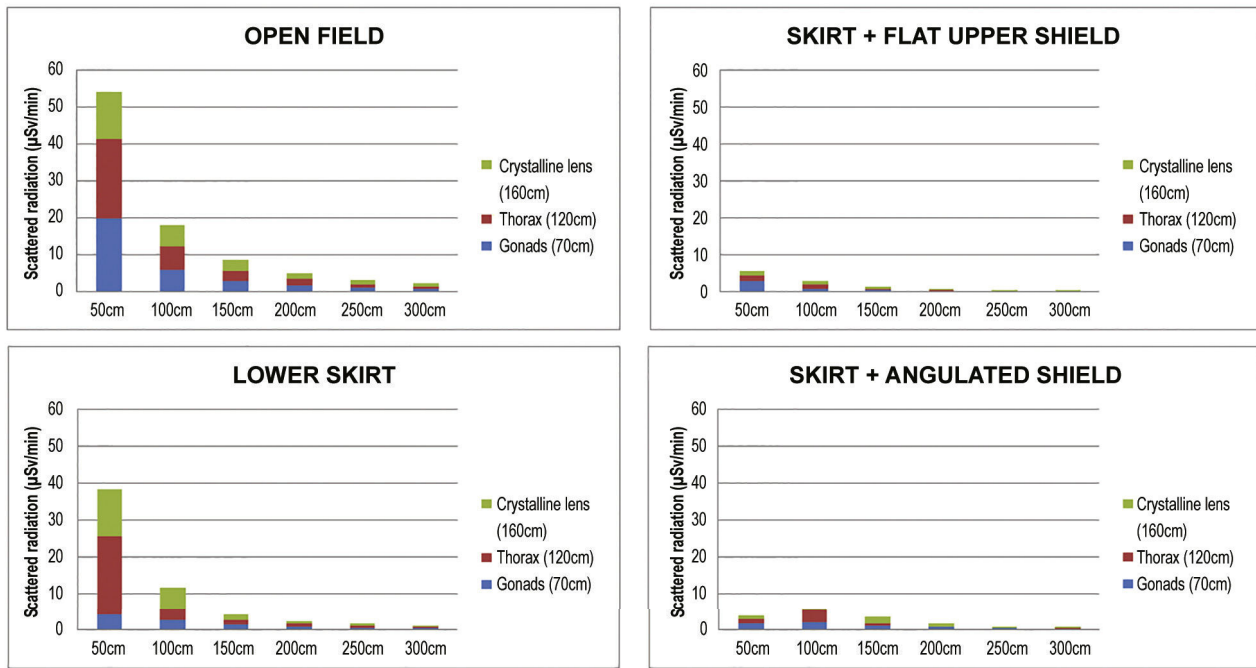 OPEN FIELD
Scattered radiation (µSv/min)
60
50
40
30
20
10
0
50cm 100cm 150cm 200cm 250cm 300cm
Crystalline lens
(160cm)
Thorax (120cm)
Gonads (70cm)
SKIRT + FLAT UPPER SHIELD
Scattered radiation (µSv/min)
60
50
40
30
20
10
0
50cm 100cm 150cm 200cm 250cm 300cm
Crystalline lens
(160cm)
Thorax (120cm)
Gonads (70cm)
LOWER SKIRT
Scattered radiation (µSv/min)
60
50
40
30
20
10
0
50cm 100cm 150cm 200cm 250cm 300cm
Crystalline lens
(160cm)
Thorax (120cm)
Gonads (70cm)
SKIRT + ANGULATED SHIELD
Scattered radiation (µSv/min)
60
50
40
30
20
10
0
50cm 100cm 150cm 200cm 250cm 300cm
Crystalline lens
(160cm)
Thorax (120cm)
Gonads (70cm)